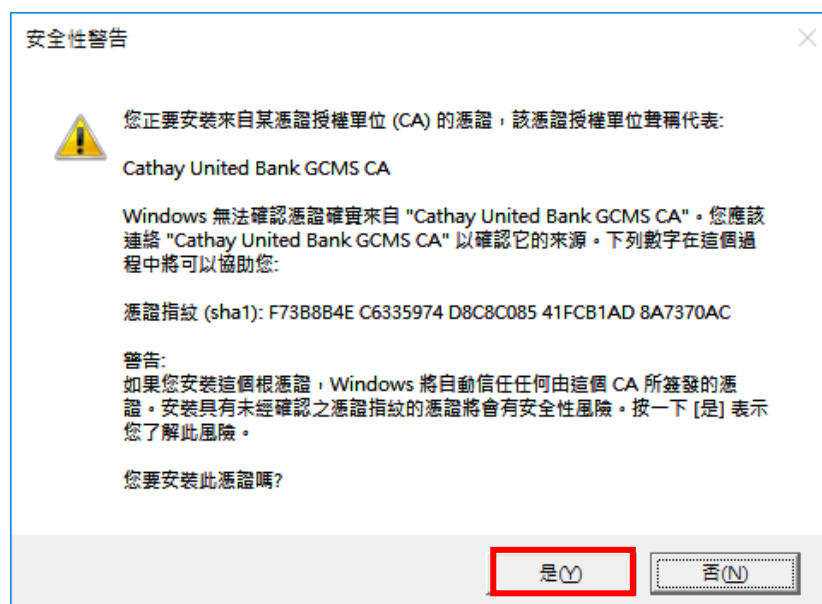 安全性警告
您正要安裝來自某憑證授權單位 (CA) 的憑證，該憑證授權單位聲稱代表:
Cathay United Bank GCMS CA
Windows 無法確認憑證確實來自 "Cathay United Bank GCMS CA"。您應該
連絡 "Cathay United Bank GCMS CA" 以確認它的來源。下列數字在這個過
程中將可以協助您:
憑證指紋 (sha1): F73B8B4E C6335974 D8C8C085 41FCB1AD 8A7370AC
警告:
如果您安裝這個根憑證，Windows 將自動信任任何由這個 CA 所簽發的憑
證。安裝具有未經確認之憑證指紋的憑證將會有安全性風險。按一下 [是] 表示
您了解此風險。
您要安裝此憑證嗎?
是(Y)
否(N)